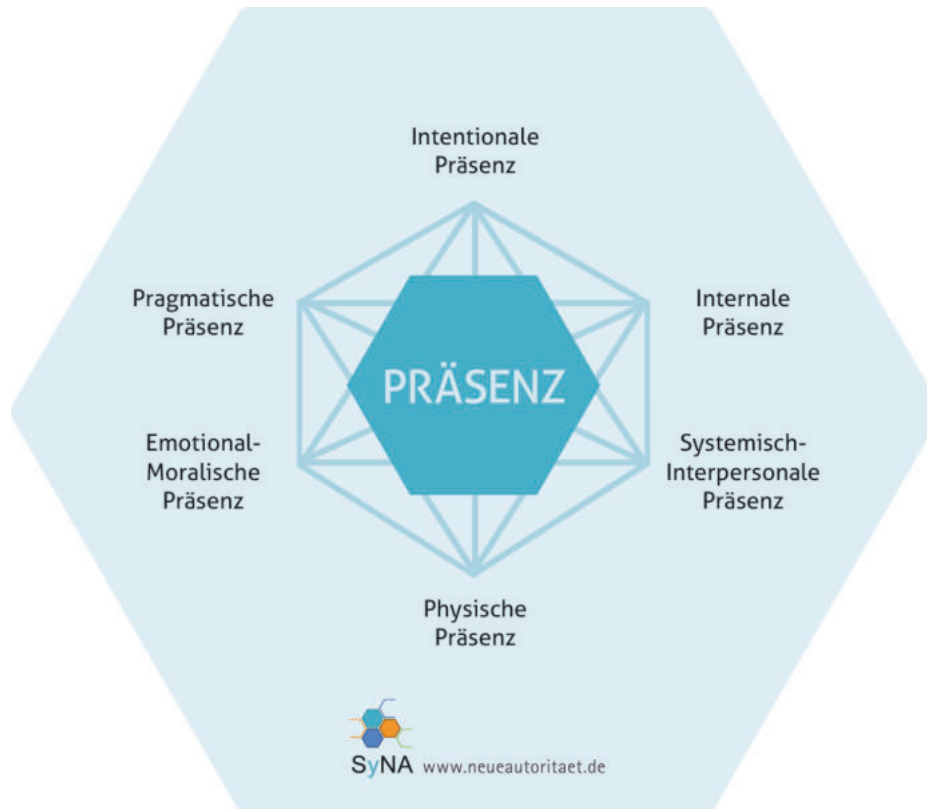 Intentionale
Präsenz
Pragmatische
Präsenz
Internale
Präsenz
PRÄSENZ
Emotional-
Moralische
Präsenz
Systemisch-
Interpersonale
Präsenz
Physische
Präsenz
SyNA www.neueautoritaet.de